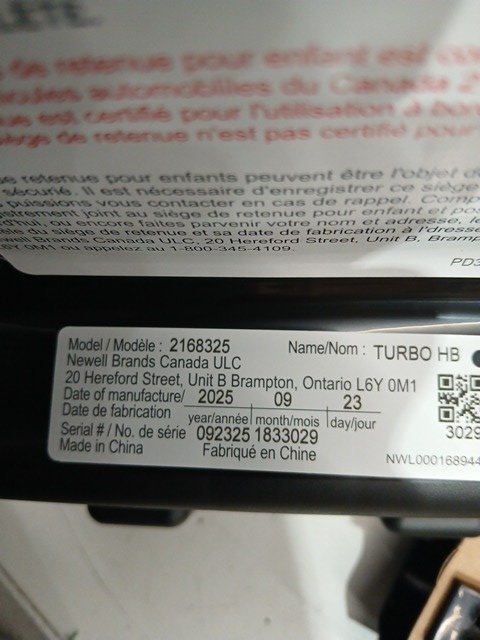 de retenue pour enfant est
automobiles du Canada
est certifié pour l'utilisation à
de retenue n'est pas certifié pour
de retenue pour enfants peuvent être l'objet
sécurité. Il est nécessaire d'enregistrer ce siège
puissions vous contacter en cas de rappel.
joint au siège de retenue pour enfant et
ou encore faites parvenir votre nom et adresse, le
du siège de retenue et sa date de fabrication à
Brands Canada ULC, 20 Hereford Street, Unit B,
0M1 ou appelez au 1-800-345-4109.
PD3
Model / Modèle : 2168325 Name/Nom : TURBO HB
Newell Brands Canada ULC
20 Hereford Street, Unit B Brampton, Ontario L6Y 0M1
Date of manufacture/ 2025 09 23
Date de fabrication year/année month/mois day/jour
Serial # / No. de série 092325 1833029
Made in China Fabriqué en Chine
3029
NWL000168944